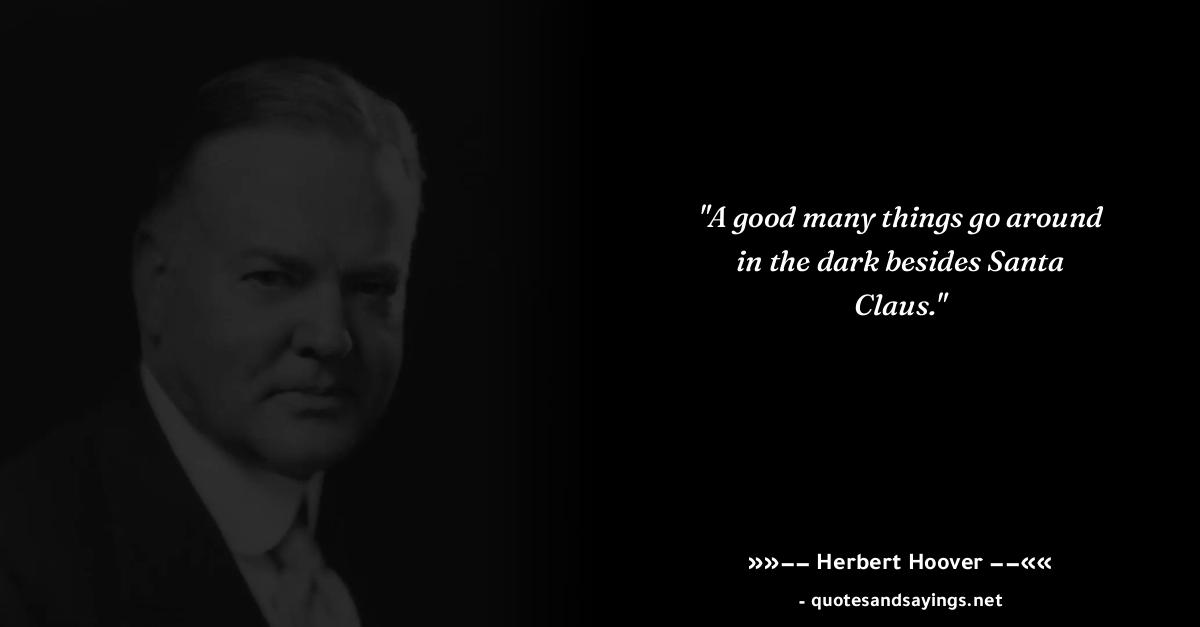 "A good many things go around
in the dark besides Santa
Claus."
»»−− Herbert Hoover −−««
- quotesandsayings.net